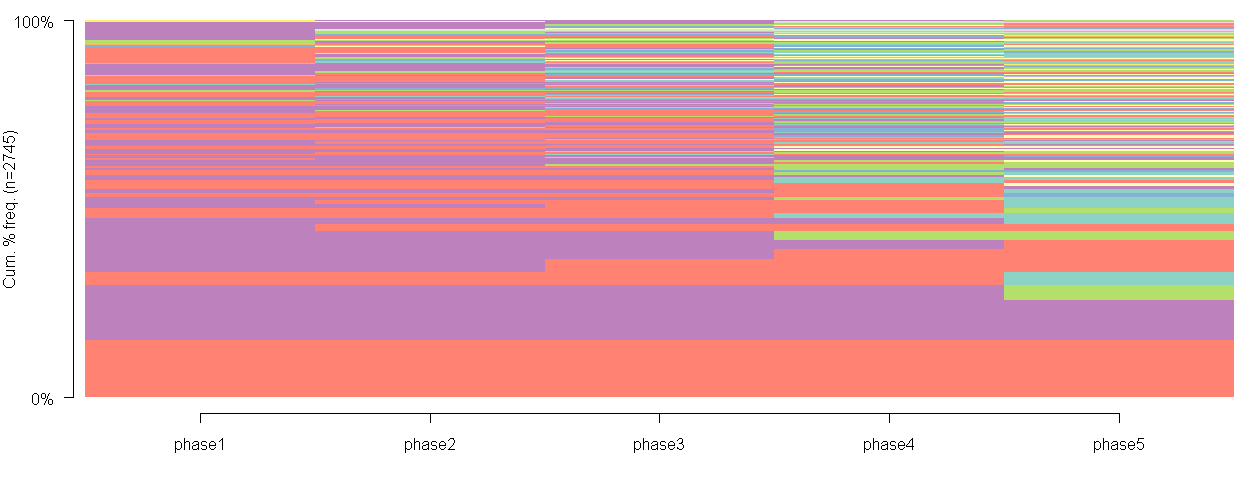 100%
Cum. % freq. (n=2745)
0%
phase1 phase2 phase3 phase4 phase5